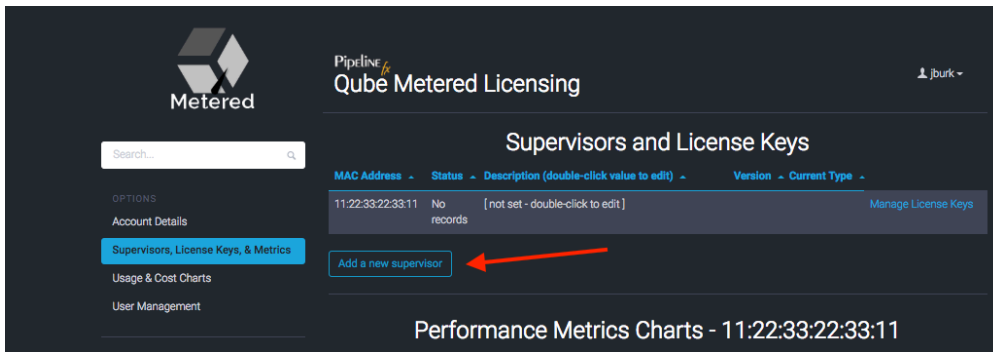 Metered
Search...
OPTIONS
Account Details
Supervisors, License Keys, & Metrics
Usage & Cost Charts
User Management
Pipeline fx
Qube Metered Licensing
jburk
Supervisors and License Keys
MAC Address Status Description (double-click value to edit) Version Current Type
11:22:33:22:33:11 No records [ not set - double-click to edit ] Manage License Keys
Add a new supervisor
Performance Metrics Charts - 11:22:33:22:33:11